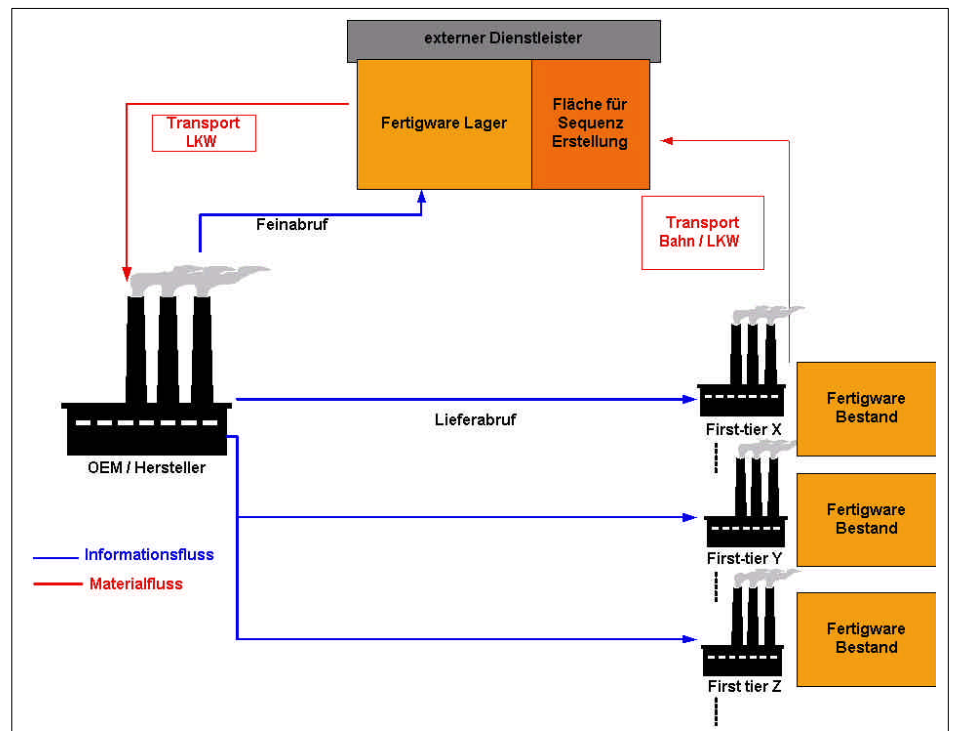 externer Dienstleister
Fertigware Lager
Fläche für
Sequenz
Erstellung
Transport
LKW
Feinabruf
Transport
Bahn / LKW
OEM / Hersteller
Lieferabruf
First-tier X
Fertigware
Bestand
First-tier Y
Fertigware
Bestand
First tier Z
Fertigware
Bestand
Informationsfluss
Materialfluss